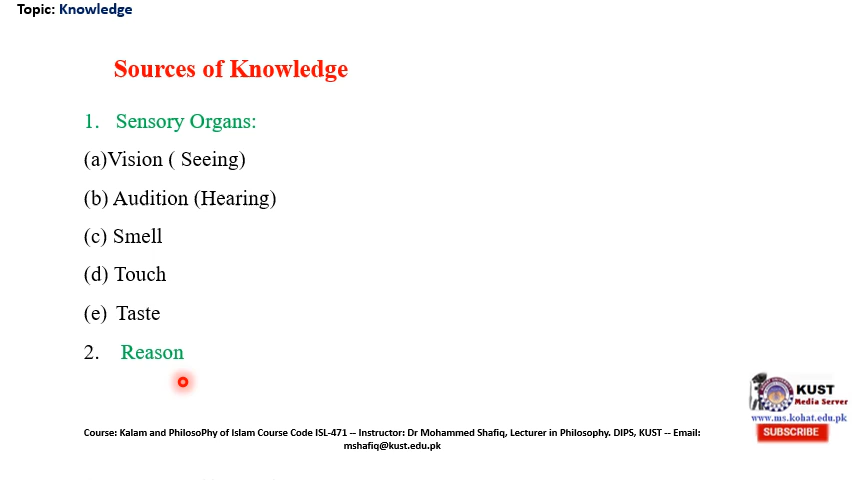 Topic: Knowledge
Sources of Knowledge
1. Sensory Organs:
(a)Vision ( Seeing)
(b) Audition (Hearing)
(c) Smell
(d) Touch
(e) Taste
2. Reason
KUST
Media Server
www.ms.kohat.edu.pk
SUBSCRIBE
Course: Kalam and PhilosoPhy of Islam Course Code ISL-471 -- Instructor: Dr Mohammed Shafiq, Lecturer in Philosophy. DIPS, KUST -- Email:
mshafiq@kust.edu.pk